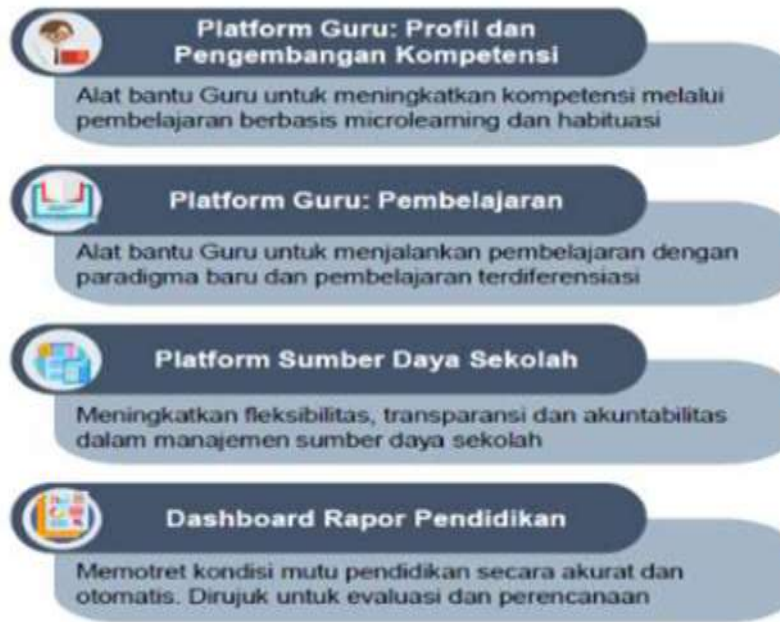 Platform Guru: Profil dan
Pengembangan Kompetensi
Alat bantu Guru untuk meningkatkan kompetensi melalui
pembelajaran berbasis microlearning dan habituasi
Platform Guru: Pembelajaran
Alat bantu Guru untuk menjalankan pembelajaran dengan
paradigma baru dan pembelajaran terdiferensiasi
Platform Sumber Daya Sekolah
Meningkatkan fleksibilitas, transparansi dan akuntabilitas
dalam manajemen sumber daya sekolah
Dashboard Rapor Pendidikan
Memotret kondisi mutu pendidikan secara akurat dan
otomatis. Dirujuk untuk evaluasi dan perencanaan